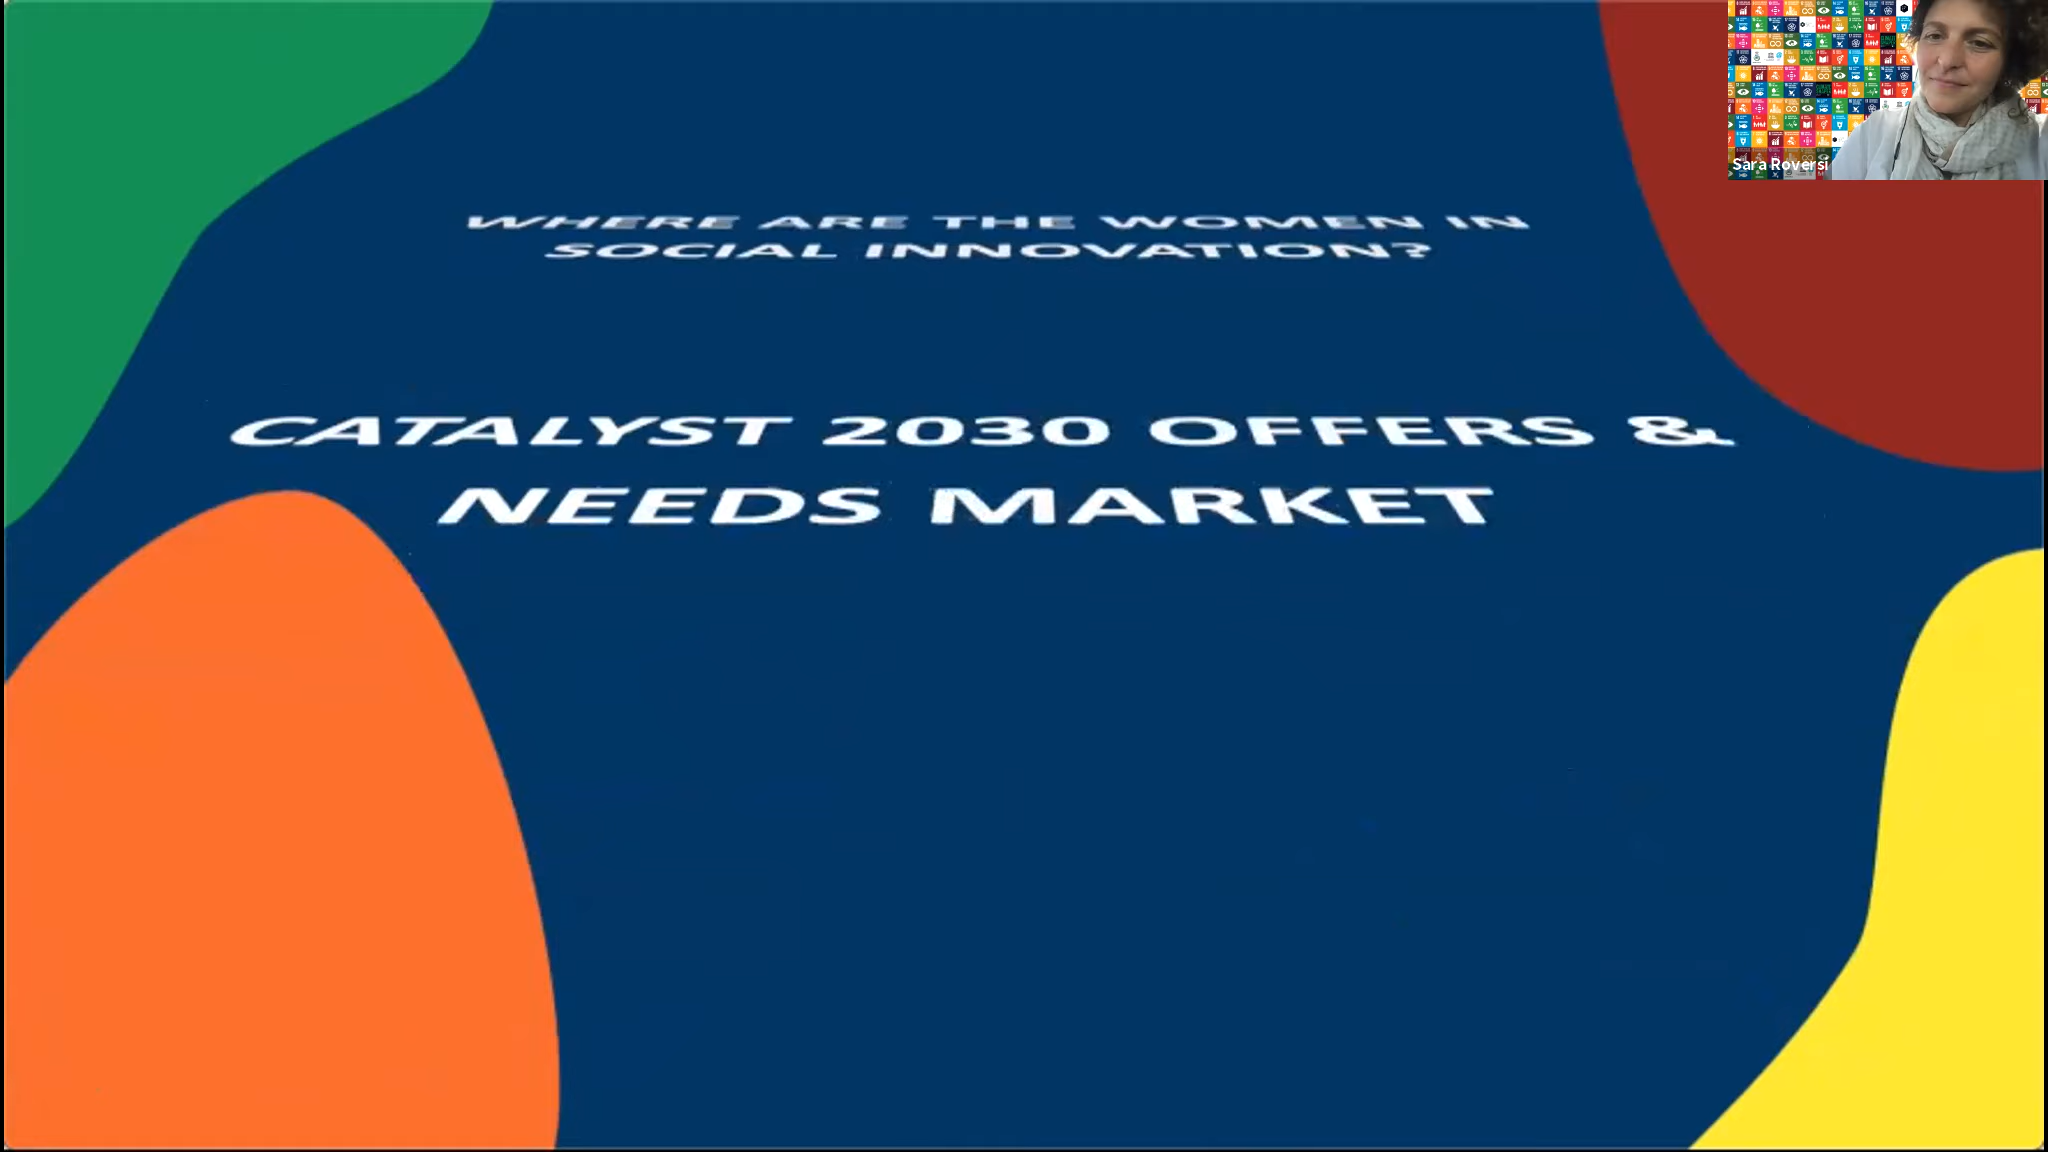 WHERE ARE THE WOMEN IN
SOCIAL INNOVATION?
CATALYST 2030 OFFERS &
NEEDS MARKET
Sara Roversi